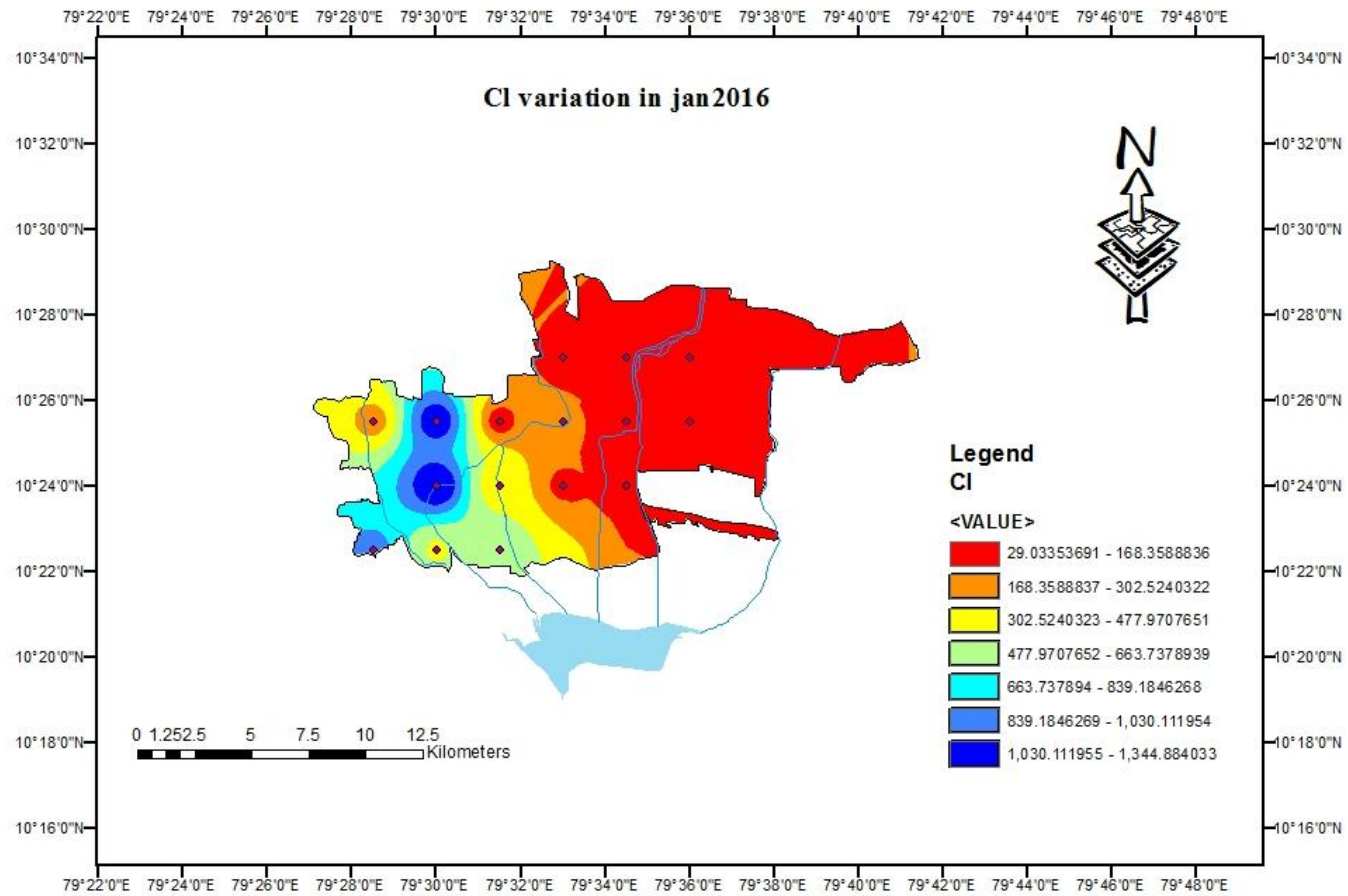 79°22'0"E 79°24'0"E 79°26'0"E 79°28'0"E 79°30'0"E 79°32'0"E 79°34'0"E 79°36'0"E 79°38'0"E 79°40'0"E 79°42'0"E 79°44'0"E 79°46'0"E 79°48'0"E
10°34'0"N 10°34'0"N
Cl variation in jan2016
10°32'0"N 10°32'0"N
N
10°30'0"N 10°30'0"N
10°28'0"N 10°28'0"N
10°26'0"N 10°26'0"N
Legend
Cl
10°24'0"N 10°24'0"N
<VALUE>
29.03353691 - 168.3588836
10°22'0"N 10°22'0"N
168.3588837 - 302.5240322
302.5240323 - 477.9707651
10°20'0"N 10°20'0"N
477.9707652 - 663.7378939
663.737894 - 839.1846268
839.1846269 - 1,030.111954
10°18'0"N 10°18'0"N
0 1.252.5 5 7.5 10 12.5
Kilometers
1,030.111955 - 1,344.884033
10°16'0"N 10°16'0"N
79°22'0"E 79°24'0"E 79°26'0"E 79°28'0"E 79°30'0"E 79°32'0"E 79°34'0"E 79°36'0"E 79°38'0"E 79°40'0"E 79°42'0"E 79°44'0"E 79°46'0"E 79°48'0"E